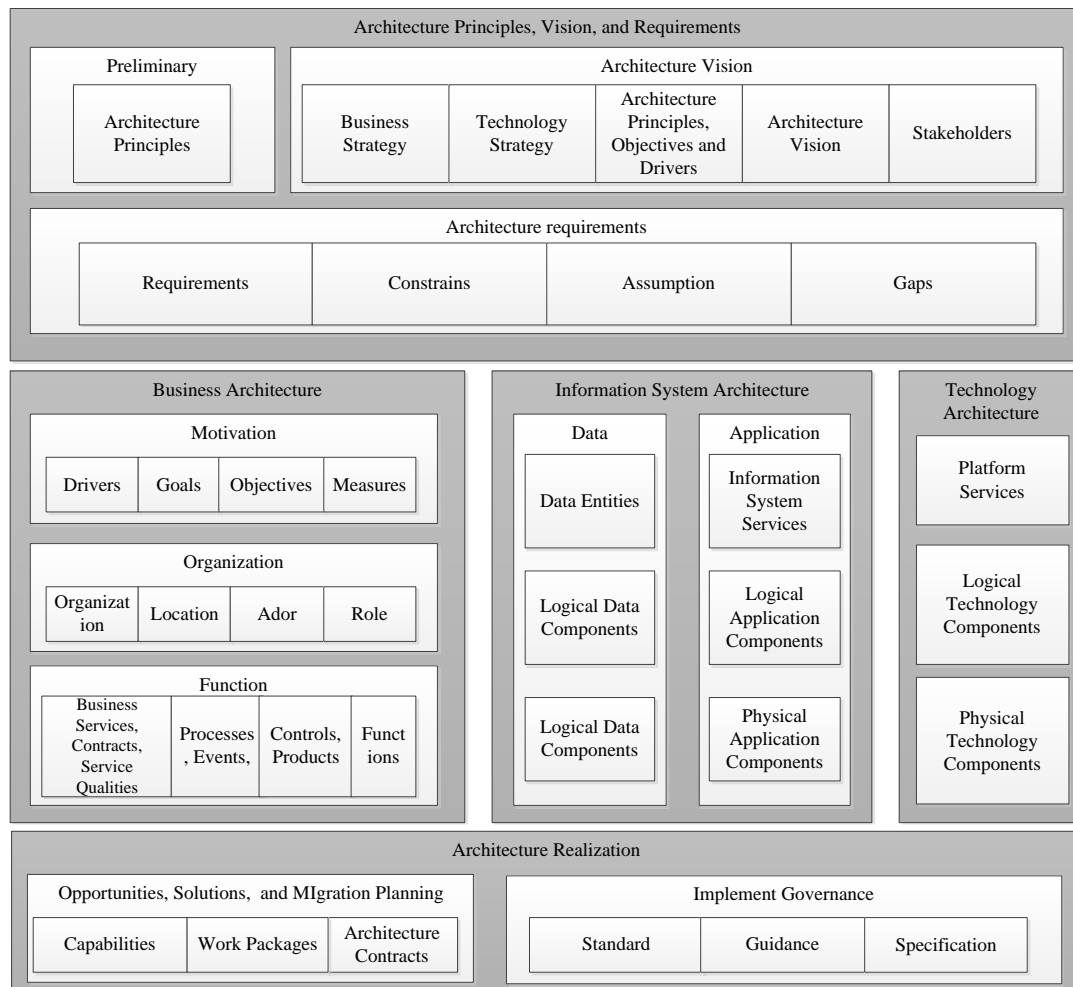 Architecture Principles, Vision, and Requirements
Preliminary
Architecture
Principles
Architecture Vision
Business
Strategy
Technology
Strategy
Architecture
Principles,
Objectives and
Drivers
Architecture
Vision
Stakeholders
Architecture requirements
Requirements
Constrains
Assumption
Gaps
Business Architecture
Motivation
Drivers
Goals
Objectives
Measures
Organization
Organizat
ion
Location
Ador
Role
Function
Business
Services,
Contracts,
Service
Qualities
Processes
, Events,
Controls,
Products
Funct
ions
Information System Architecture
Data
Data Entities
Logical Data
Components
Logical Data
Components
Application
Information
System
Services
Logical
Application
Components
Physical
Application
Components
Technology
Architecture
Platform
Services
Logical
Technology
Components
Physical
Technology
Components
Architecture Realization
Opportunities, Solutions, and MIgration Planning
Capabilities
Work Packages
Architecture
Contracts
Implement Governance
Standard
Guidance
Specification